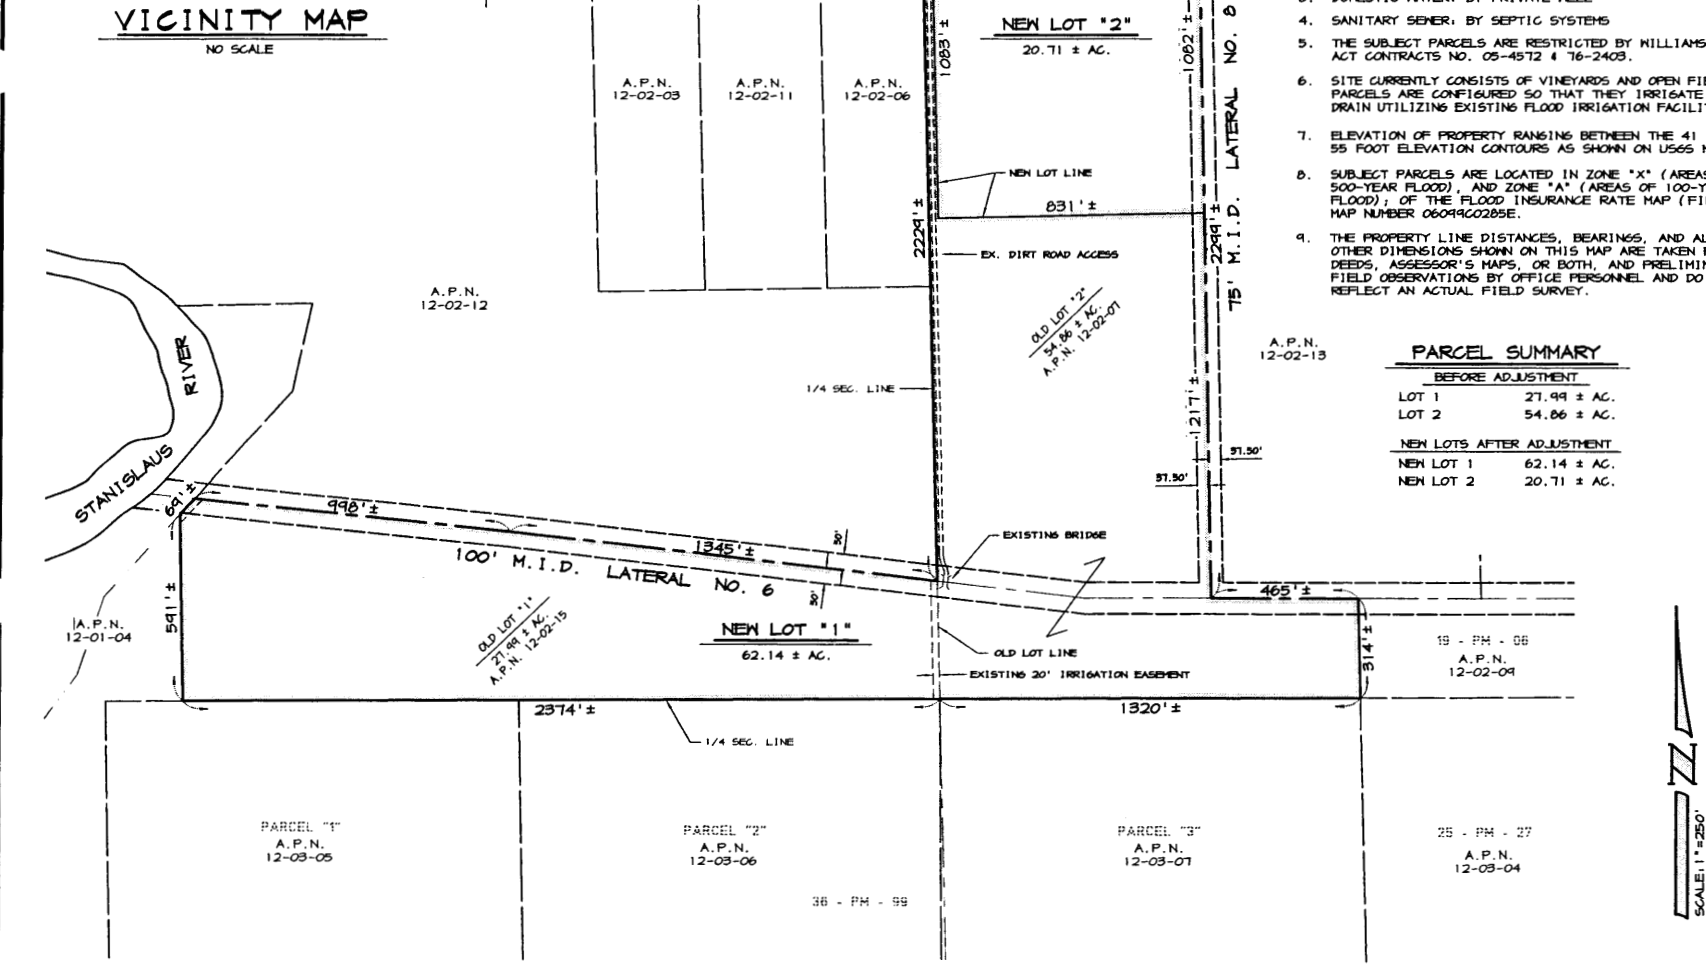 VICINITY MAP
NO SCALE
NEW LOT "2"
20.71 ± AC.
1083'±
1082'±
75' M.I.D. LATERAL NO. 8
4. SANITARY SEWER: BY SEPTIC SYSTEMS
5. THE SUBJECT PARCELS ARE RESTRICTED BY WILLIAMS
ACT CONTRACTS NO. 05-4572 & 76-2403.
6. SITE CURRENTLY CONSISTS OF VINEYARDS AND OPEN FI
PARCELS ARE CONFIGURED SO THAT THEY IRRIGATE
DRAIN UTILIZING EXISTING FLOOD IRRIGATION FACILI
7. ELEVATION OF PROPERTY RANGING BETWEEN THE 41
55 FOOT ELEVATION CONTOURS AS SHOWN ON USGS
8. SUBJECT PARCELS ARE LOCATED IN ZONE "X" (AREAS
500-YEAR FLOOD), AND ZONE "A" (AREAS OF 100-Y
FLOOD); OF THE FLOOD INSURANCE RATE MAP (FI
MAP NUMBER 06099C0285E.
9. THE PROPERTY LINE DISTANCES, BEARINGS, AND AL
OTHER DIMENSIONS SHOWN ON THIS MAP ARE TAKEN
DEEDS, ASSESSOR'S MAPS, OR BOTH, AND PRELIMIN
FIELD OBSERVATIONS BY OFFICE PERSONNEL AND DO
REFLECT AN ACTUAL FIELD SURVEY.
A.P.N.
12-02-03
A.P.N.
12-02-11
A.P.N.
12-02-06
NEW LOT LINE
831'±
2229'±
2299'±
EX. DIRT ROAD ACCESS
A.P.N.
12-02-12
OLD LOT "2"
54.86 ± AC.
A.P.N. 12-02-07
A.P.N.
12-02-13
PARCEL SUMMARY
BEFORE ADJUSTMENT
LOT 1 27.99 ± AC.
LOT 2 54.86 ± AC.
NEW LOTS AFTER ADJUSTMENT
NEW LOT 1 62.14 ± AC.
NEW LOT 2 20.71 ± AC.
STANISLAUS RIVER
1/4 SEC. LINE
1217'±
37.50'
37.50'
69'±
998'±
1345'±
50'
50'
100' M.I.D. LATERAL NO. 6
EXISTING BRIDGE
465'±
591'±
A.P.N.
12-01-04
OLD LOT "1"
27.99 ± AC.
A.P.N. 12-02-15
NEW LOT "1"
62.14 ± AC.
OLD LOT LINE
EXISTING 20' IRRIGATION EASEMENT
314'±
19 - PM - 08
A.P.N.
12-02-09
2374'±
1320'±
1/4 SEC. LINE
PARCEL "1"
A.P.N.
12-03-05
PARCEL "2"
A.P.N.
12-03-06
PARCEL "3"
A.P.N.
12-03-07
25 - PM - 27
A.P.N.
12-03-04
36 - PM - 99
N
SCALE: 1"=250'